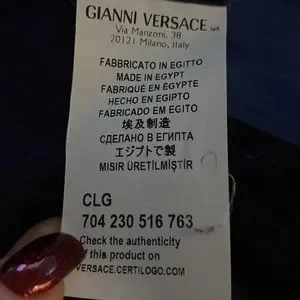 GIANNI VERSACE SpA
Via Manzoni, 38
20121 Milano, Italy
FABBRICATO IN EGITTO
MADE IN EGYPT
FABRIQUÉ EN ÉGYPTE
HECHO EN EGIPTO
FABRICADO EM EGITO
埃及制造
СДЕЛАНО В ЕГИПТА
エジプトで製
MISIR ÜRETİLMİŞTİR
CLG
704 230 516 763
Check the authenticity
of this product on
VERSACE.CERTILOGO.COM